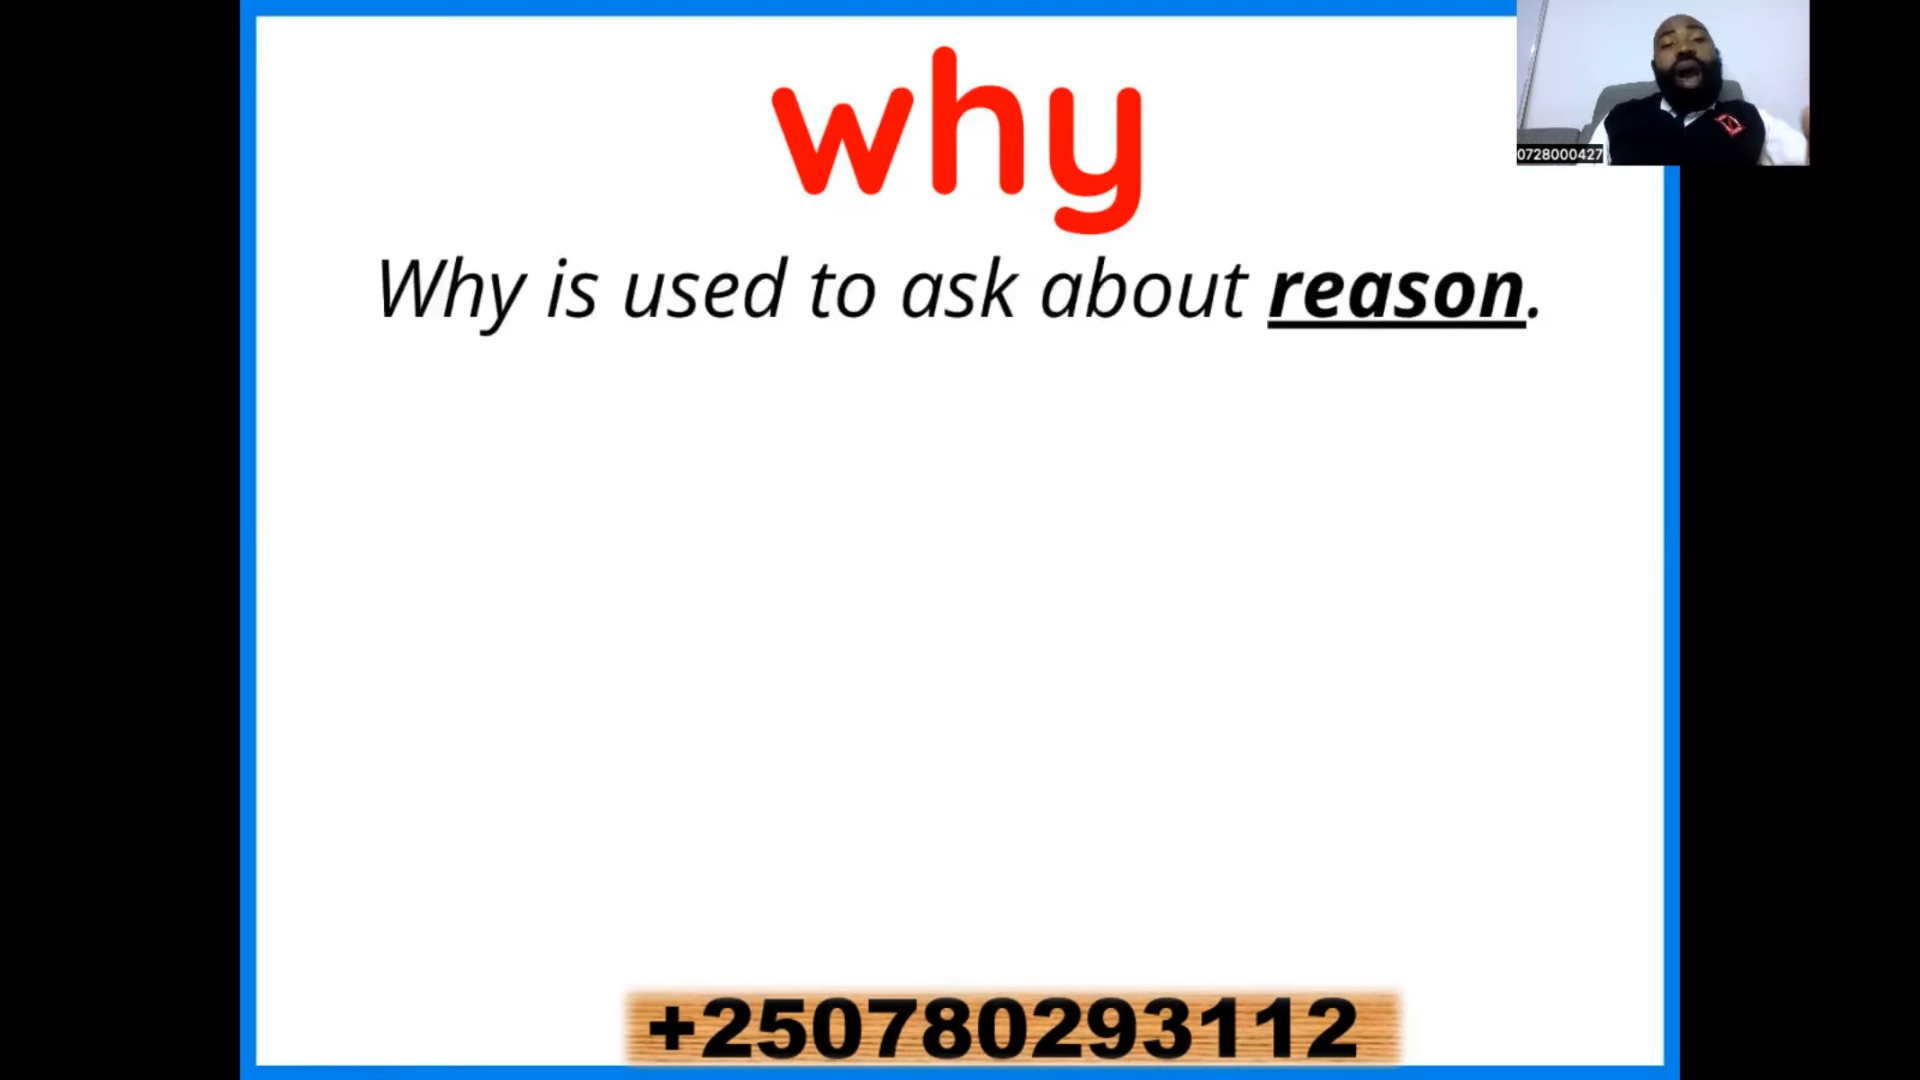 why
Why is used to ask about reason.
0728000427
+250780293112